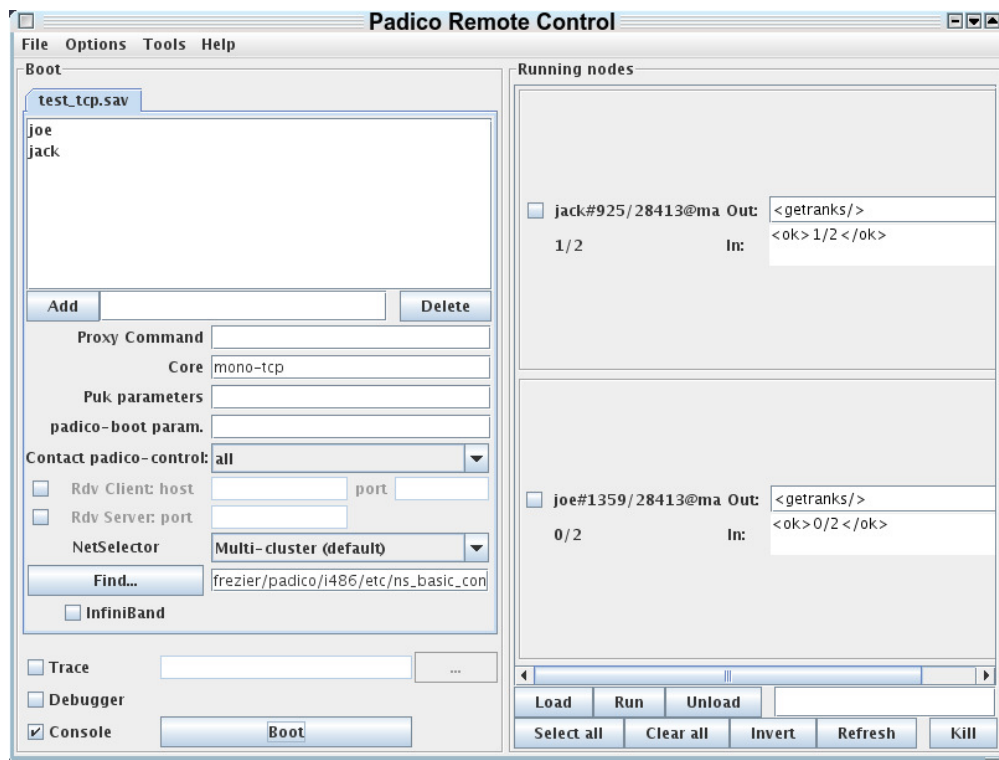 Padico Remote Control
File Options Tools Help
Boot
test_tcp.sav
joe
jack
Add
Delete
Proxy Command
Core mono-tcp
Puk parameters
padico-boot param.
Contact padico-control: all
Rdv Client: host port
Rdv Server: port
NetSelector Multi-cluster (default)
Find... frezier/padico/i486/etc/ns_basic_con
InfiniBand
Trace ...
Debugger
Console Boot
Running nodes
jack#925/28413@ma Out: <getranks/>
1/2 In: <ok>1/2</ok>
joe#1359/28413@ma Out: <getranks/>
0/2 In: <ok>0/2</ok>
Load Run Unload
Select all Clear all Invert Refresh Kill